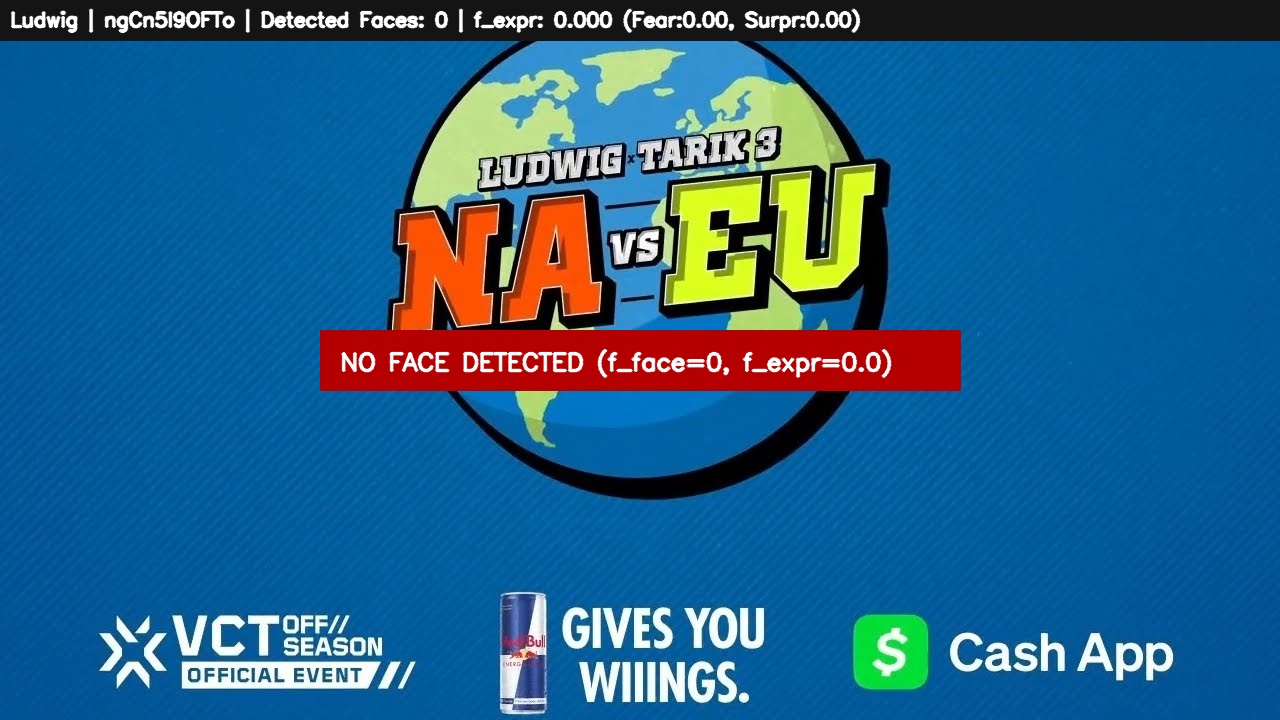 Ludwig | ngCn5I9OFTo | Detected Faces: 0 | f_expr: 0.000 (Fear:0.00, Surpr:0.00)
LUDWIG x TARIK 3
NA VS EU
NO FACE DETECTED (f_face=0, f_expr=0.0)
VCT OFF//
SEASON
OFFICIAL EVENT
Red Bull
GIVES YOU
WIIINGS.
$ Cash App